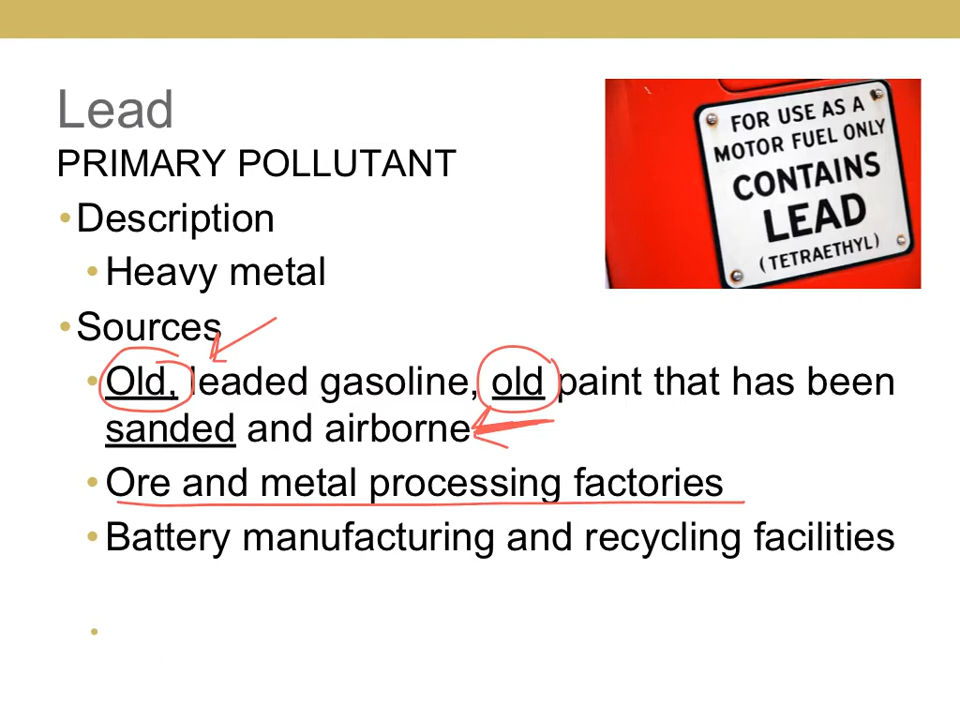 Lead
PRIMARY POLLUTANT
•Description
•Heavy metal
•Sources
•Old, leaded gasoline, old paint that has been
sanded and airborne
•Ore and metal processing factories
•Battery manufacturing and recycling facilities
•
FOR USE AS A
MOTOR FUEL ONLY
CONTAINS
LEAD
(TETRAETHYL)